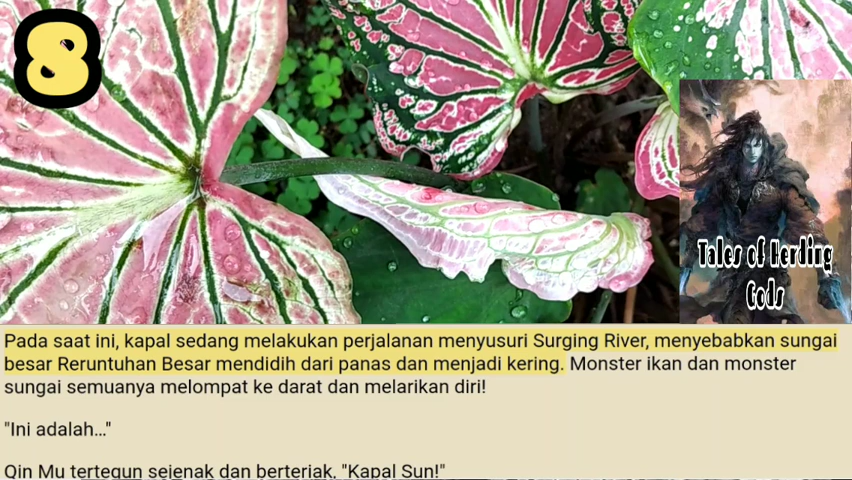 8
Tales of Herding
Gods
Pada saat ini, kapal sedang melakukan perjalanan menyusuri Surging River, menyebabkan sungai
besar Reruntuhan Besar mendidih dari panas dan menjadi kering. Monster ikan dan monster
sungai semuanya melompat ke darat dan melarikan diri!
"Ini adalah..."
Qin Mu tertegun sejenak dan berteriak, "Kapal Sun!"